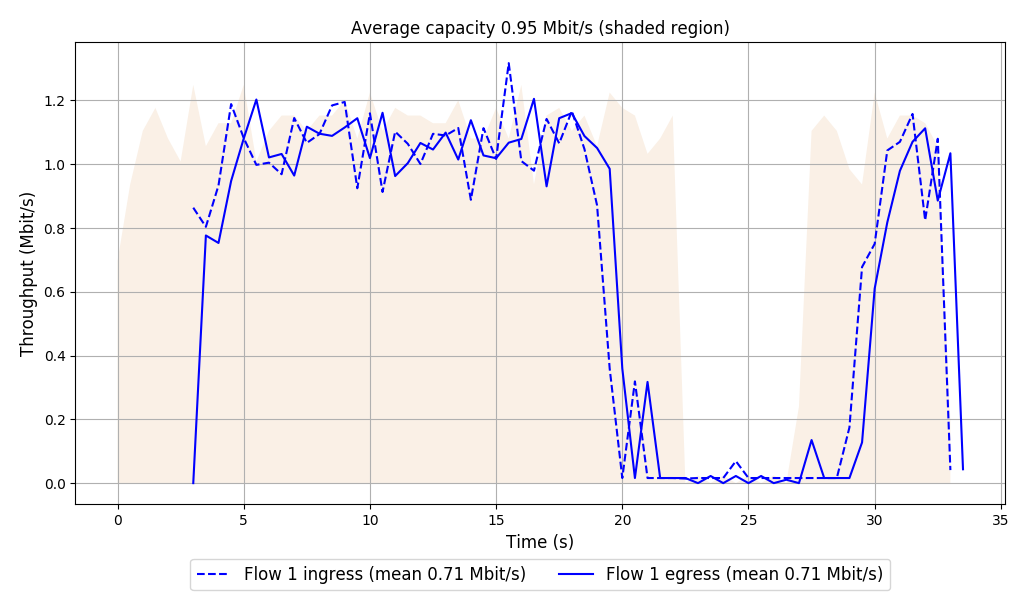 Average capacity 0.95 Mbit/s (shaded region)
Throughput (Mbit/s)
1.2
1.0
0.8
0.6
0.4
0.2
0.0
0 5 10 15 20 25 30 35
Time (s)
Flow 1 ingress (mean 0.71 Mbit/s) Flow 1 egress (mean 0.71 Mbit/s)